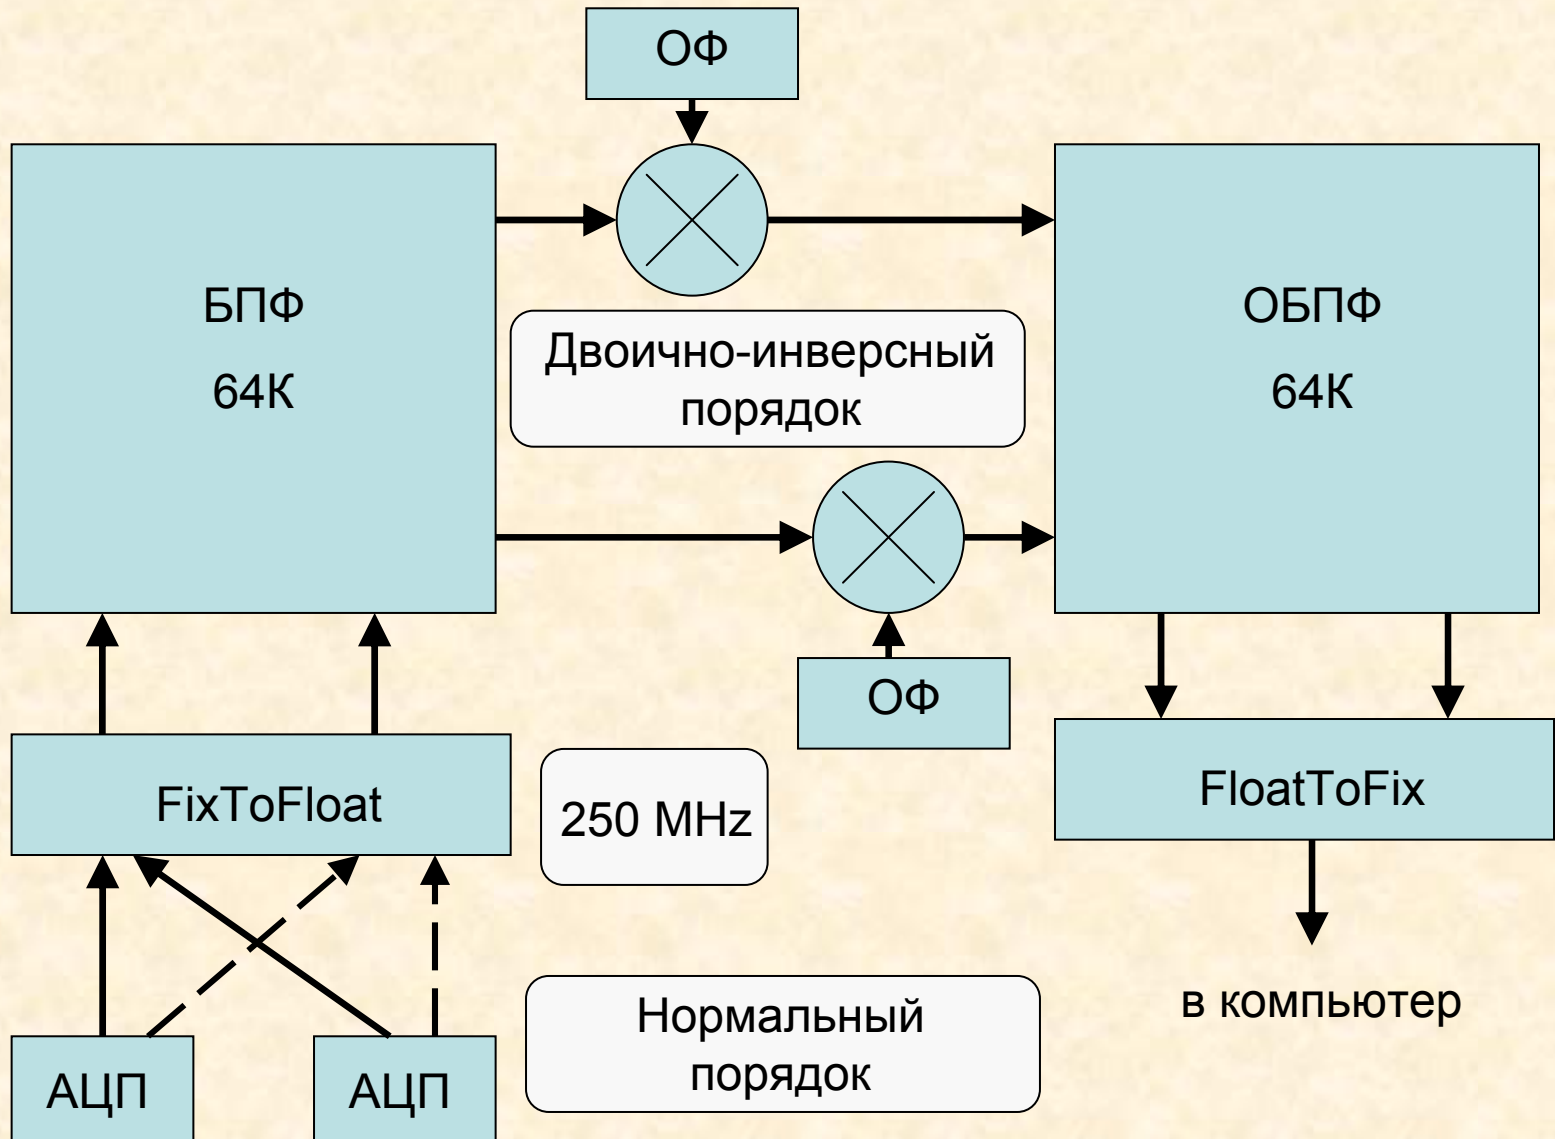 ОФ
БПФ
64К
ОБПФ
64К
Двоично-инверсный
порядок
ОФ
FixToFloat
250 MHz
FloatToFix
Нормальный
порядок
в компьютер
АЦП
АЦП